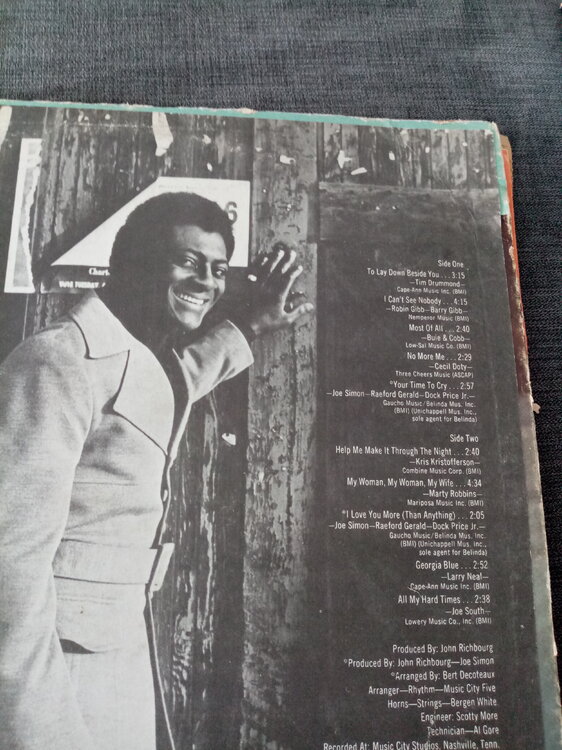 6
Chart
Side One
To Lay Down Beside You . . . 3:15
—Tim Drummond—
Cape-Ann Music Inc. (BMI)
I Can't See Nobody . . . 4:15
—Robin Gibb—Barry Gibb—
Nemperor Music (BMI)
Most Of All . . . 2:40
—Buie & Cobb—
Low-Sal Music Co. (BMI)
No More Me . . . 2:29
—Cecil Doty—
Three Cheers Music (ASCAP)
°Your Time To Cry . . . 2:57
—Joe Simon—Raeford Gerald—Dock Price Jr.—
Gaucho Music/Belinda Mus. Inc.
(BMI) (Unichappell Mus. Inc.,
sole agent for Belinda)
Side Two
Help Me Make It Through The Night . . . 2:40
—Kris Kristofferson—
Combine Music Corp. (BMI)
My Woman, My Woman, My Wife . . . 4:34
—Marty Robbins—
Mariposa Music Inc. (BMI)
°I Love You More (Than Anything) . . . 2:05
—Joe Simon—Raeford Gerald—Dock Price Jr.—
Gaucho Music/Belinda Mus. Inc.
(BMI) (Unichappell Mus. Inc.,
sole agent for Belinda)
Georgia Blue . . . 2:52
—Larry Neal—
Cape-Ann Music Inc. (BMI)
All My Hard Times . . . 2:38
—Joe South—
Lowery Music Co., Inc. (BMI)
Produced By: John Richbourg
°Produced By: John Richbourg—Joe Simon
°Arranged By: Bert Decoteaux
Arranger—Rhythm—Music City Five
Horns—Strings—Bergen White
Engineer: Scotty More
Technician—Al Gore
Recorded At: Music City Studios, Nashville, Tenn.